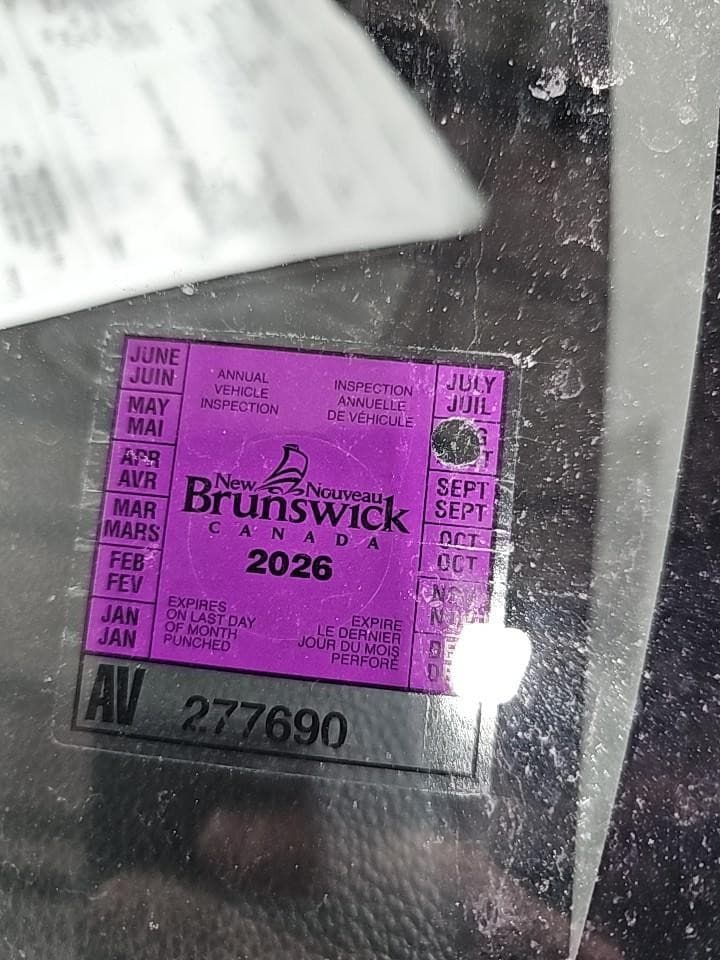 JUNE
JUIN
MAY
MAI
APR
AVR
MAR
MARS
FEB
FEV
JAN
JAN
ANNUAL
VEHICLE
INSPECTION
INSPECTION
ANNUELLE
DE VÉHICULE
New Nouveau
Brunswick
CANADA
2026
EXPIRES
ON LAST DAY
OF MONTH
PUNCHED
EXPIRE
LE DERNIER
JOUR DU MOIS
PERFORÉ
JULY
JUIL
SEPT
SEPT
OCT
OCT
AV 277690